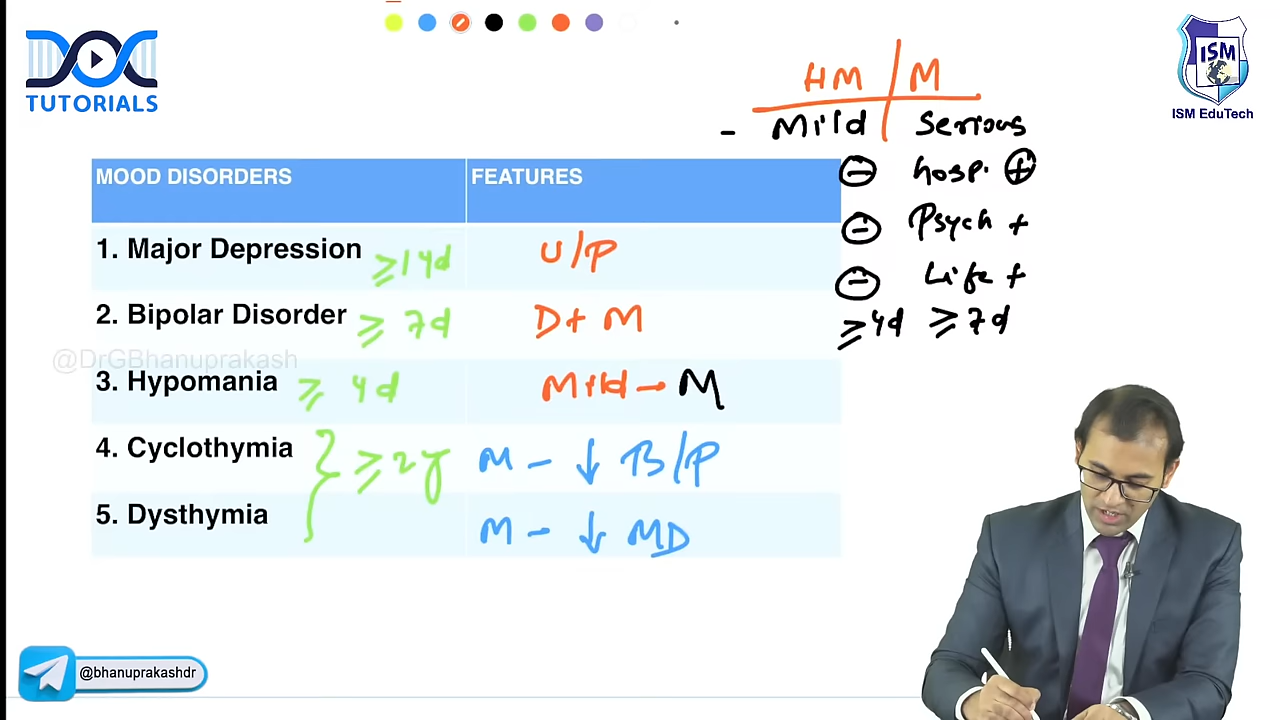 DOC
TUTORIALS
ISM
ISM EduTech
HM | M
- Mild Serious
⊖ hosp. ⊕
⊖ Psych +
⊖ Life +
≥4d ≥7d
MOOD DISORDERS FEATURES
1. Major Depression ≥14d U/P
2. Bipolar Disorder ≥ 7d D+ M
@DrGBhanuprakash
3. Hypomania ≥ 4d Mild - M
4. Cyclothymia } ≥2y M - ↓ B/P
5. Dysthymia M - ↓ MD
@bhanuprakashdr